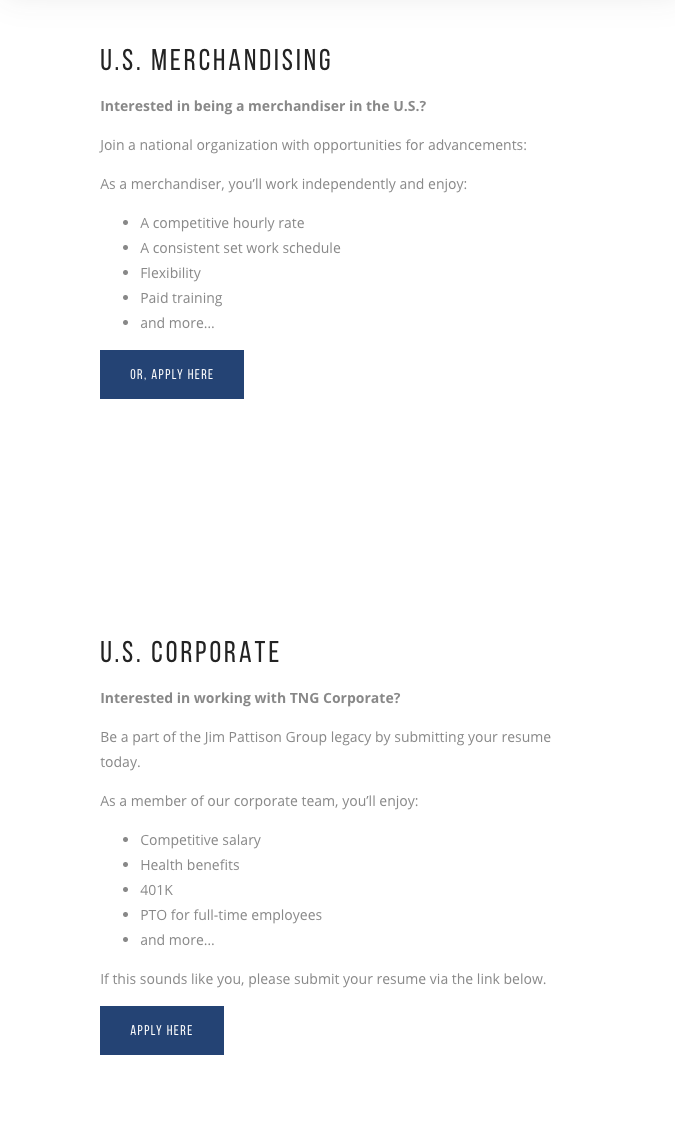 U.S. MERCHANDISING
Interested in being a merchandiser in the U.S.?
Join a national organization with opportunities for advancements:
As a merchandiser, you'll work independently and enjoy:
A competitive hourly rate
A consistent set work schedule
Flexibility
Paid training
and more…
OR, APPLY HERE
U.S. CORPORATE
Interested in working with TNG Corporate?
Be a part of the Jim Pattison Group legacy by submitting your resume
today.
As a member of our corporate team, you'll enjoy:
Competitive salary
Health benefits
401K
PTO for full-time employees
and more…
If this sounds like you, please submit your resume via the link below.
APPLY HERE